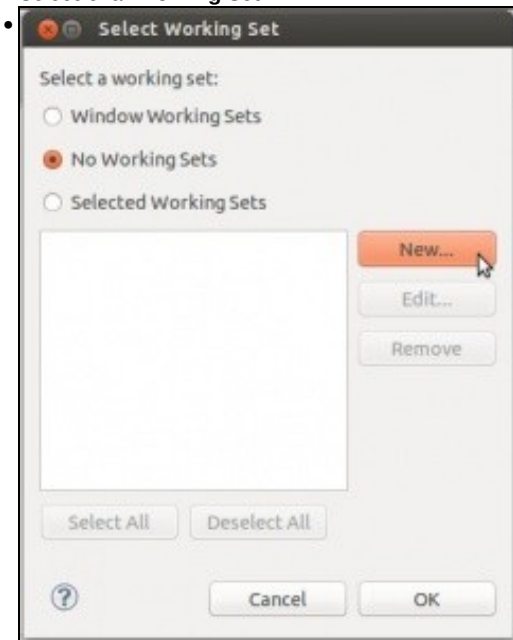 Select Working Set
Select a working set:
Window Working Sets
No Working Sets
Selected Working Sets
New...
Edit...
Remove
Select All Deselect All
Cancel OK